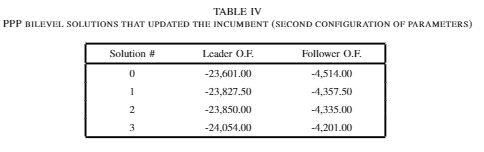 TABLE IV
PPP BILEVEL SOLUTIONS THAT UPDATED THE INCUMBENT (SECOND CONFIGURATION OF PARAMETERS)
Solution # Leader O.F. Follower O.F.
0 -23,601.00 -4,514.00
1 -23,827.50 -4,357.50
2 -23,850.00 -4,335.00
3 -24,054.00 -4,201.00